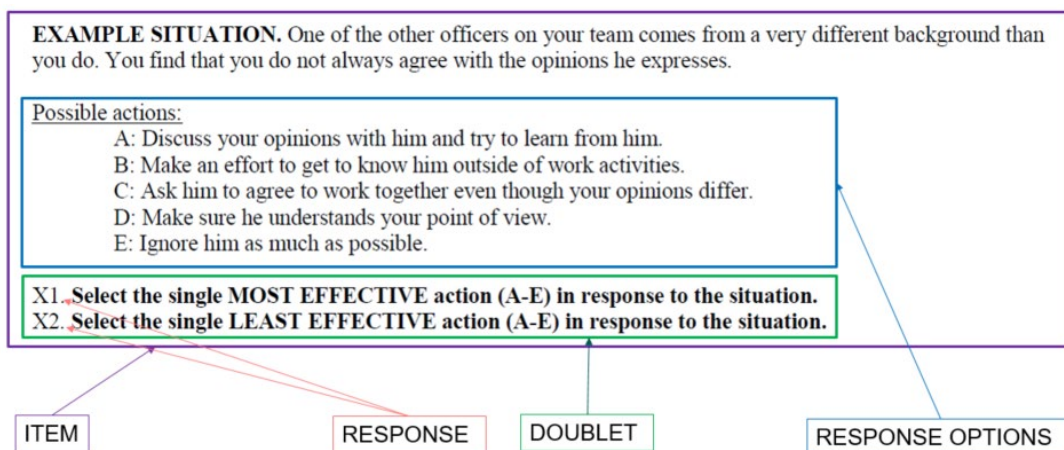 EXAMPLE SITUATION. One of the other officers on your team comes from a very different background than
you do. You find that you do not always agree with the opinions he expresses.
Possible actions:
A: Discuss your opinions with him and try to learn from him.
B: Make an effort to get to know him outside of work activities.
C: Ask him to agree to work together even though your opinions differ.
D: Make sure he understands your point of view.
E: Ignore him as much as possible.
X1. Select the single MOST EFFECTIVE action (A-E) in response to the situation.
X2. Select the single LEAST EFFECTIVE action (A-E) in response to the situation.
ITEM
RESPONSE
DOUBLET
RESPONSE OPTIONS